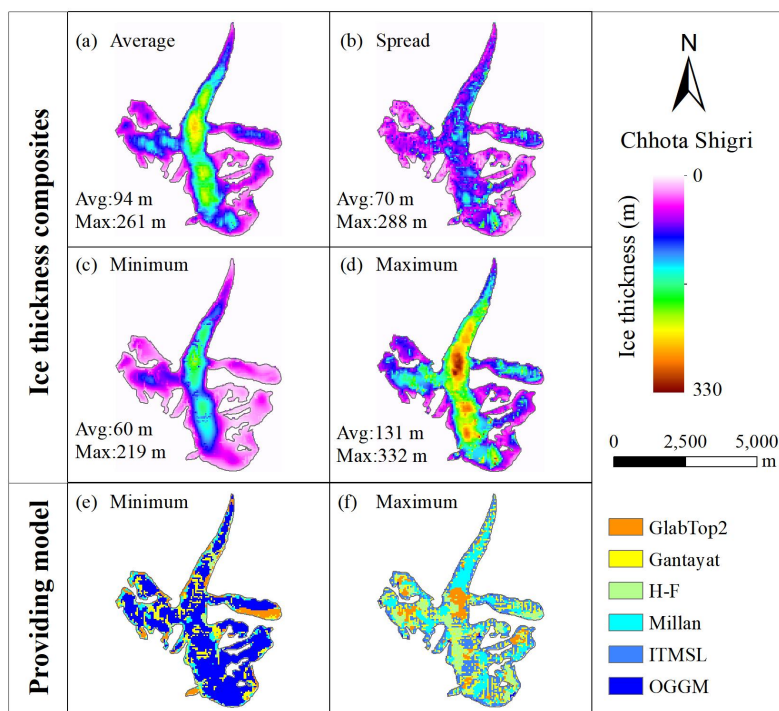 Ice thickness composites
Providing model
(a) Average
Avg:94 m
Max:261 m
(b) Spread
Avg:70 m
Max:288 m
(c) Minimum
Avg:60 m
Max:219 m
(d) Maximum
Avg:131 m
Max:332 m
(e) Minimum
(f) Maximum
N
Chhota Shigri
Ice thickness (m)
0
330
0 2,500 5,000
m
GlabTop2
Gantayat
H-F
Millan
ITMSL
OGGM